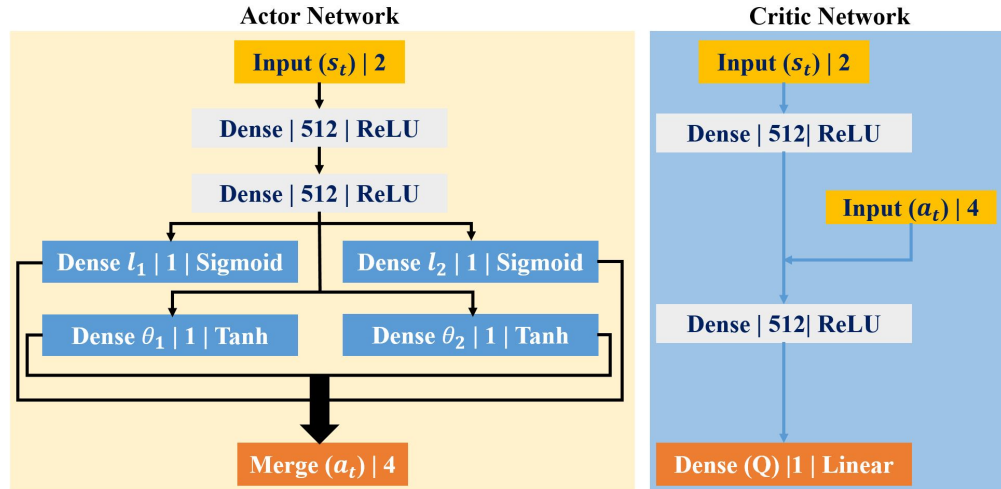 Actor Network
Input (s_t) | 2
Dense | 512 | ReLU
Dense | 512 | ReLU
Dense l_1 | 1 | Sigmoid
Dense l_2 | 1 | Sigmoid
Dense θ_1 | 1 | Tanh
Dense θ_2 | 1 | Tanh
Merge (a_t) | 4
Critic Network
Input (s_t) | 2
Dense | 512| ReLU
Input (a_t) | 4
Dense | 512| ReLU
Dense (Q) |1 | Linear